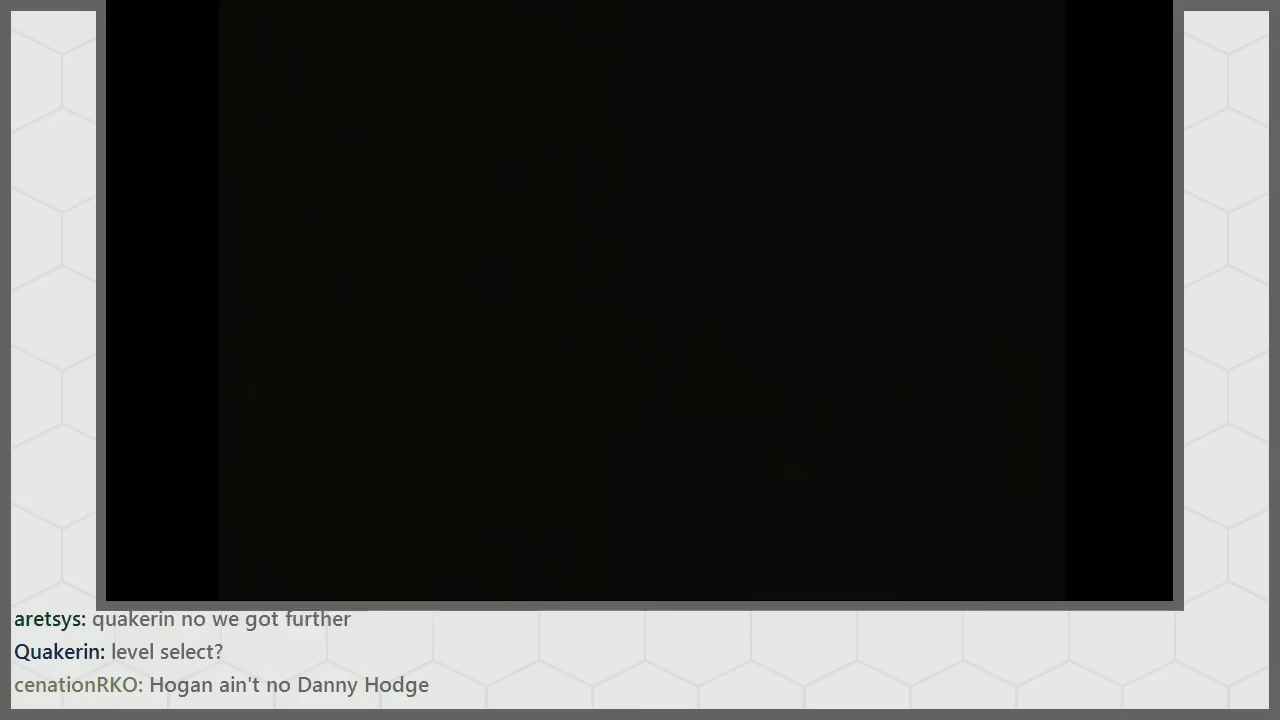 aretsys: quakerin no we got further
Quakerin: level select?
cenationRKO: Hogan ain't no Danny Hodge